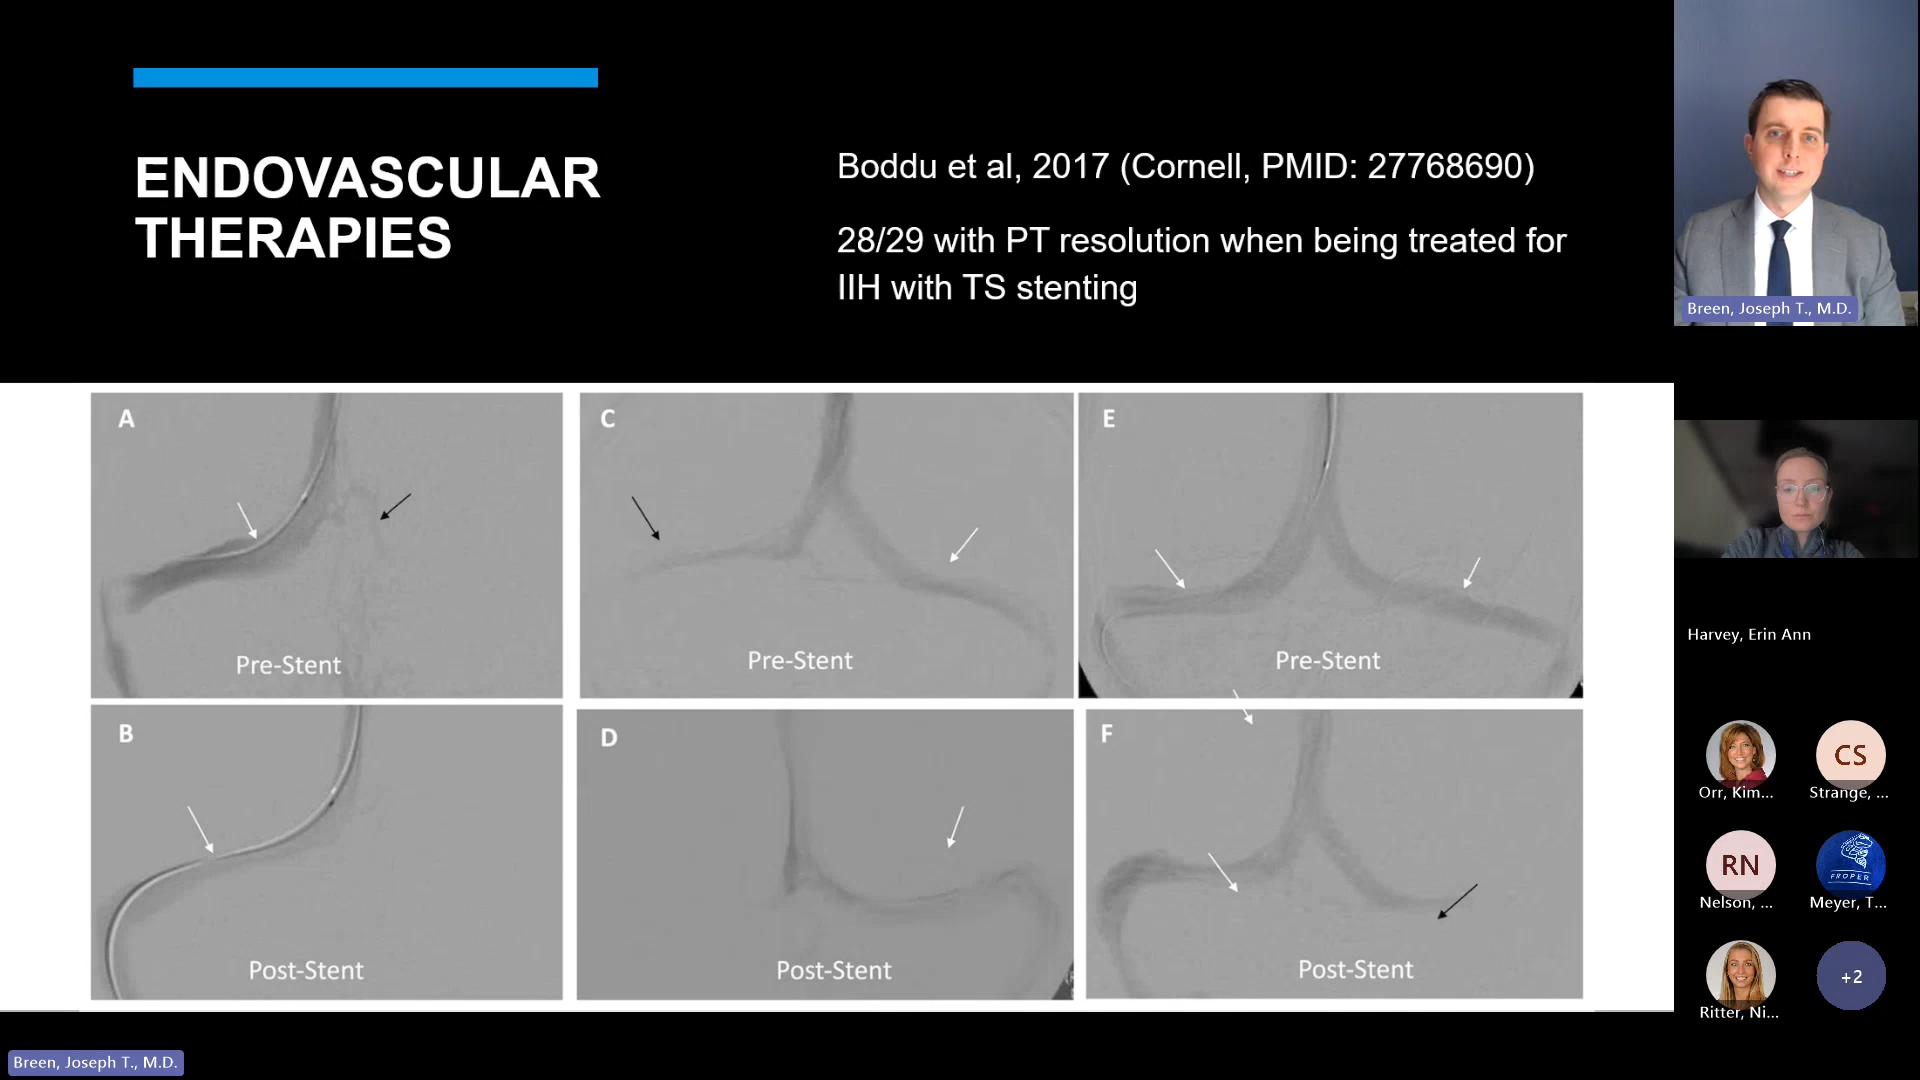 ENDOVASCULAR
THERAPIES
Boddu et al, 2017 (Cornell, PMID: 27768690)
28/29 with PT resolution when being treated for
IIH with TS stenting
A
Pre-Stent
C
Pre-Stent
E
Pre-Stent
B
Post-Stent
D
Post-Stent
F
Post-Stent
Breen, Joseph T., M.D.
Harvey, Erin Ann
Orr, Kim...
CS
Strange, ...
RN
Nelson, ...
PROPER
Meyer, T...
Ritter, Ni...
+2
Breen, Joseph T., M.D.